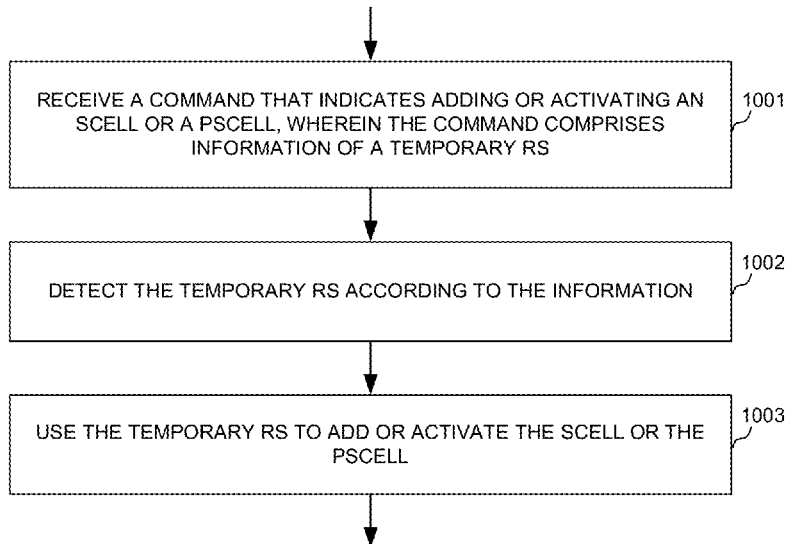 RECEIVE A COMMAND THAT INDICATES ADDING OR ACTIVATING AN
SCELL OR A PSCELL, WHEREIN THE COMMAND COMPRISES
INFORMATION OF A TEMPORARY RS
1001
DETECT THE TEMPORARY RS ACCORDING TO THE INFORMATION
1002
USE THE TEMPORARY RS TO ADD OR ACTIVATE THE SCELL OR THE
PSCELL
1003